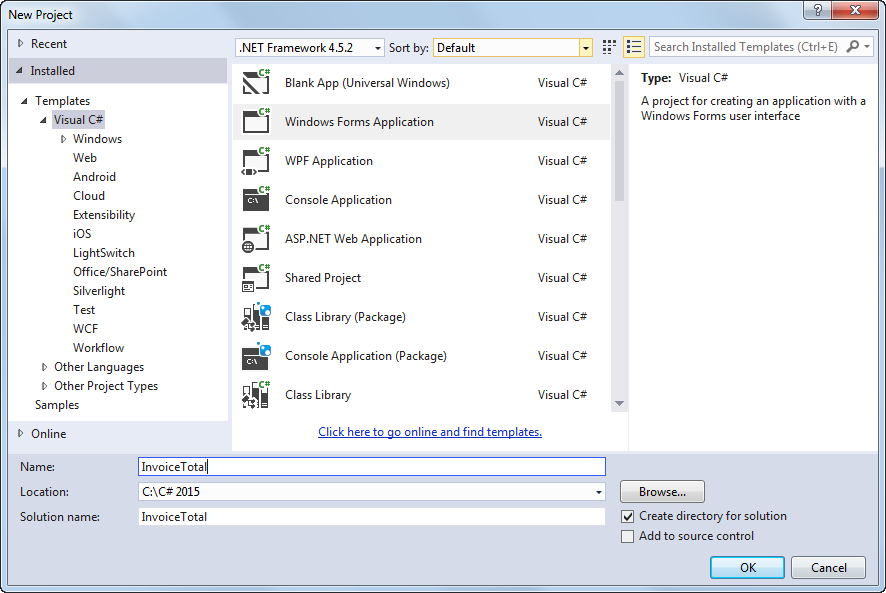 New Project
Recent
.NET Framework 4.5.2 Sort by: Default Search Installed Templates (Ctrl+E)
Installed
Templates
Visual C#
Windows
Web
Android
Cloud
Extensibility
iOS
LightSwitch
Office/SharePoint
Silverlight
Test
WCF
Workflow
Other Languages
Other Project Types
Samples
Online
C# Blank App (Universal Windows) Visual C#
C# Windows Forms Application Visual C#
C# WPF Application Visual C#
C# C:\ Console Application Visual C#
C# ASP.NET Web Application Visual C#
C# Shared Project Visual C#
Class Library (Package) Visual C#
C:\ Console Application (Package) Visual C#
C# Class Library Visual C#
Click here to go online and find templates.
Type: Visual C#
A project for creating an application with a
Windows Forms user interface
Name: InvoiceTotal
Location: C:\C# 2015 Browse...
Solution name: InvoiceTotal Create directory for solution
Add to source control
OK Cancel